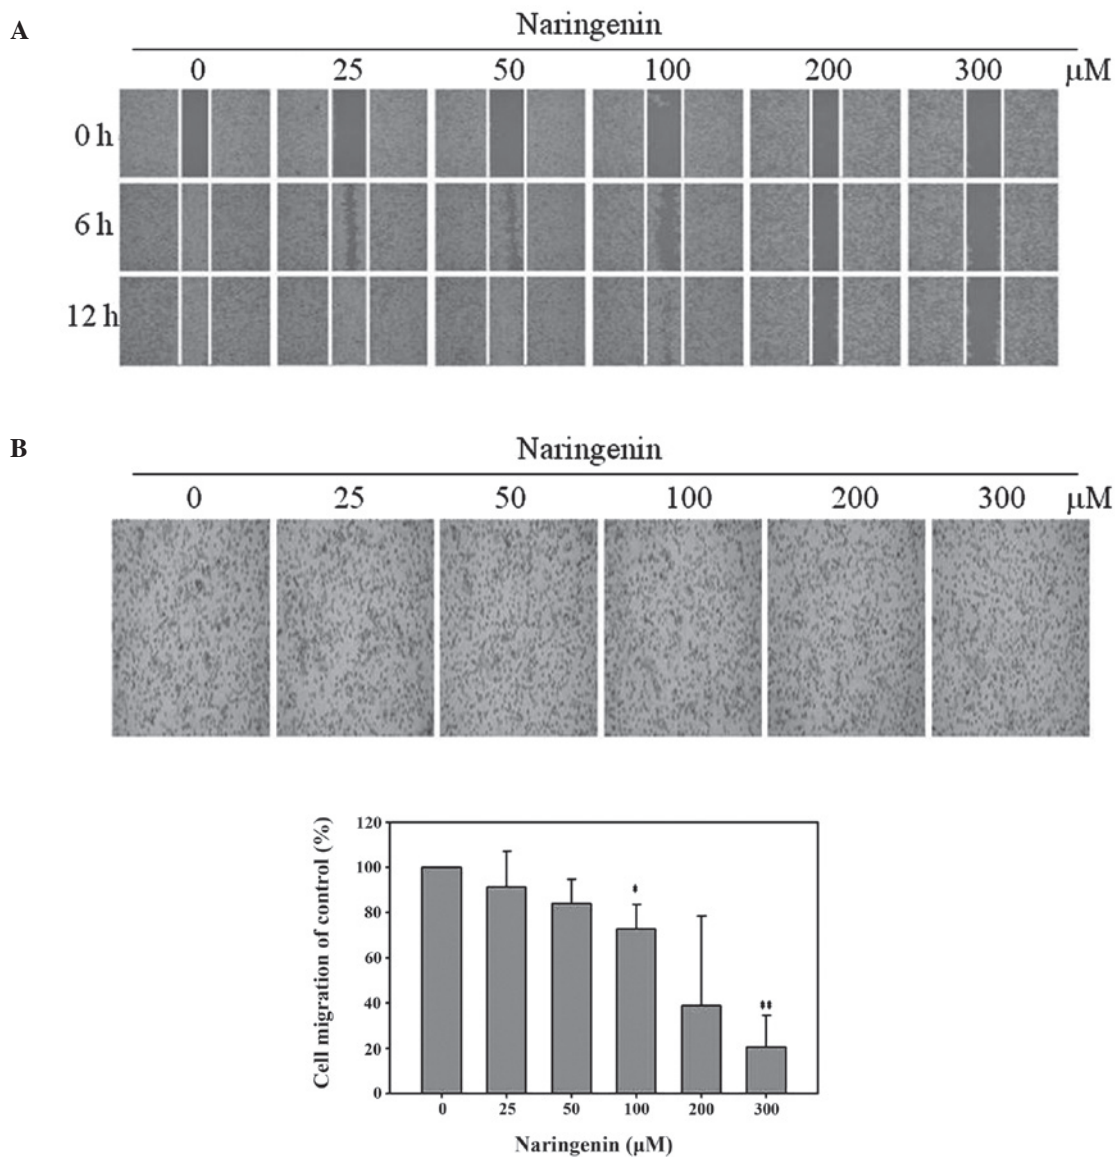 A
Naringenin
0 25 50 100 200 300 μM
0 h
6 h
12 h
B
Naringenin
0 25 50 100 200 300 μM
Cell migration of control (%)
120
100
80
60
40
20
0
* **
0 25 50 100 200 300
Naringenin (μM)